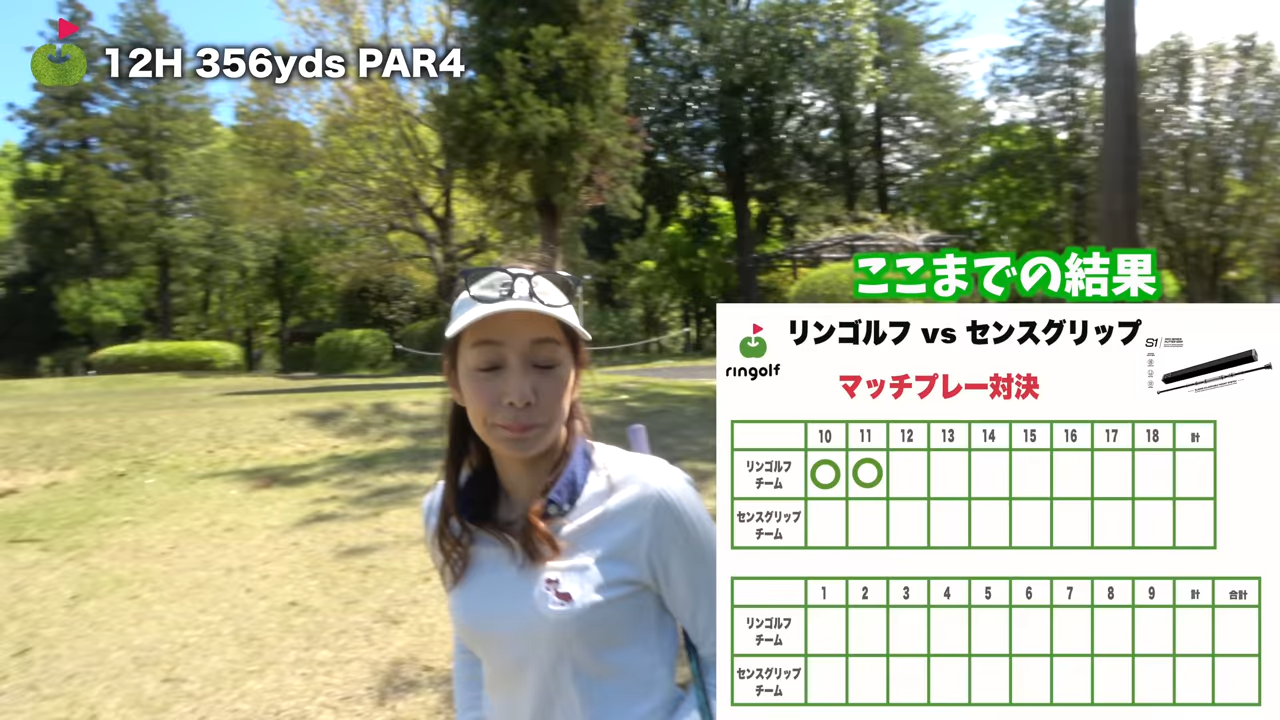 12H 356yds PAR4
ここまでの結果
ringolf
リンゴルフ vs センスグリップ
マッチプレー対決
S1
10 11 12 13 14 15 16 17 18 計
リンゴルフ
チーム
センスグリップ
チーム
1 2 3 4 5 6 7 8 9 計 合計
リンゴルフ
チーム
センスグリップ
チーム